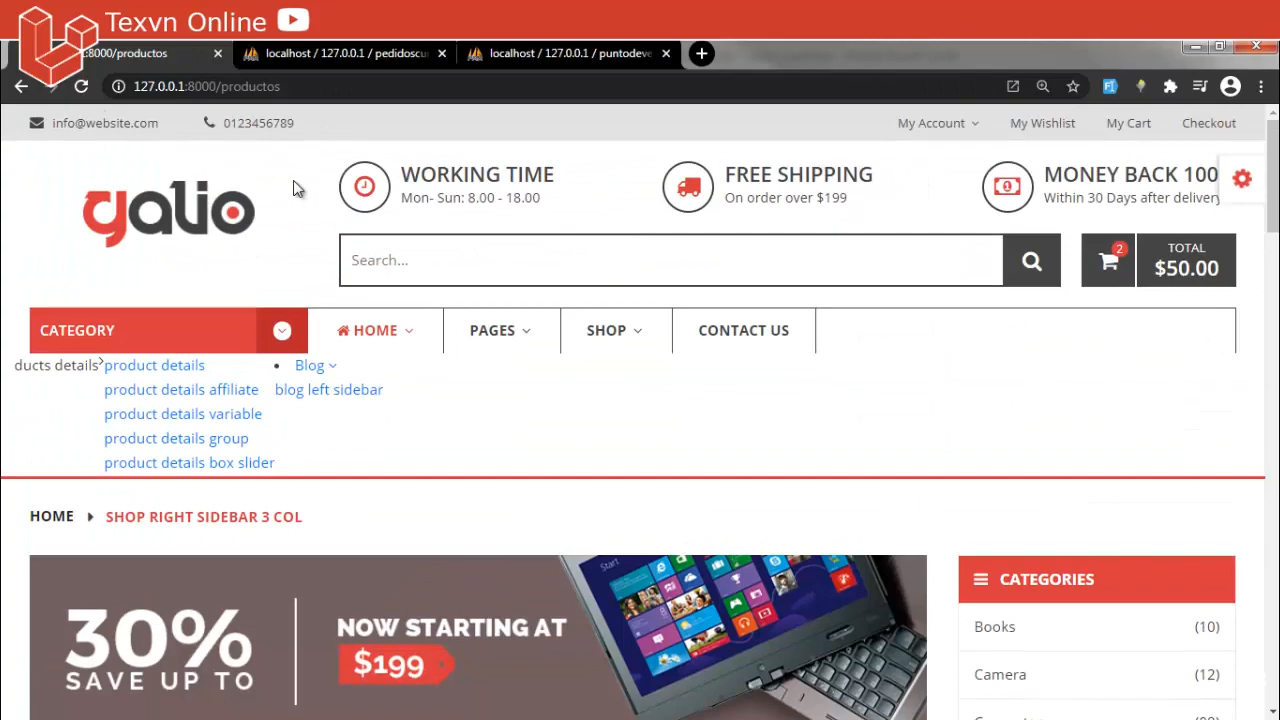 Texvn Online
:8000/productos
localhost / 127.0.0.1 / pedidoscu
localhost / 127.0.0.1 / puntodeve
127.0.0.1:8000/productos
info@website.com
0123456789
My Account
My Wishlist
My Cart
Checkout
yalio
WORKING TIME
Mon- Sun: 8.00 - 18.00
FREE SHIPPING
On order over $199
MONEY BACK 100
Within 30 Days after delivery
Search...
2
TOTAL
$50.00
CATEGORY
HOME
PAGES
SHOP
CONTACT US
ducts details
product details
Blog
product details affiliate
blog left sidebar
product details variable
product details group
product details box slider
HOME
SHOP RIGHT SIDEBAR 3 COL
30%
SAVE UP TO
NOW STARTING AT
$199
Start
CATEGORIES
Books (10)
Camera (12)